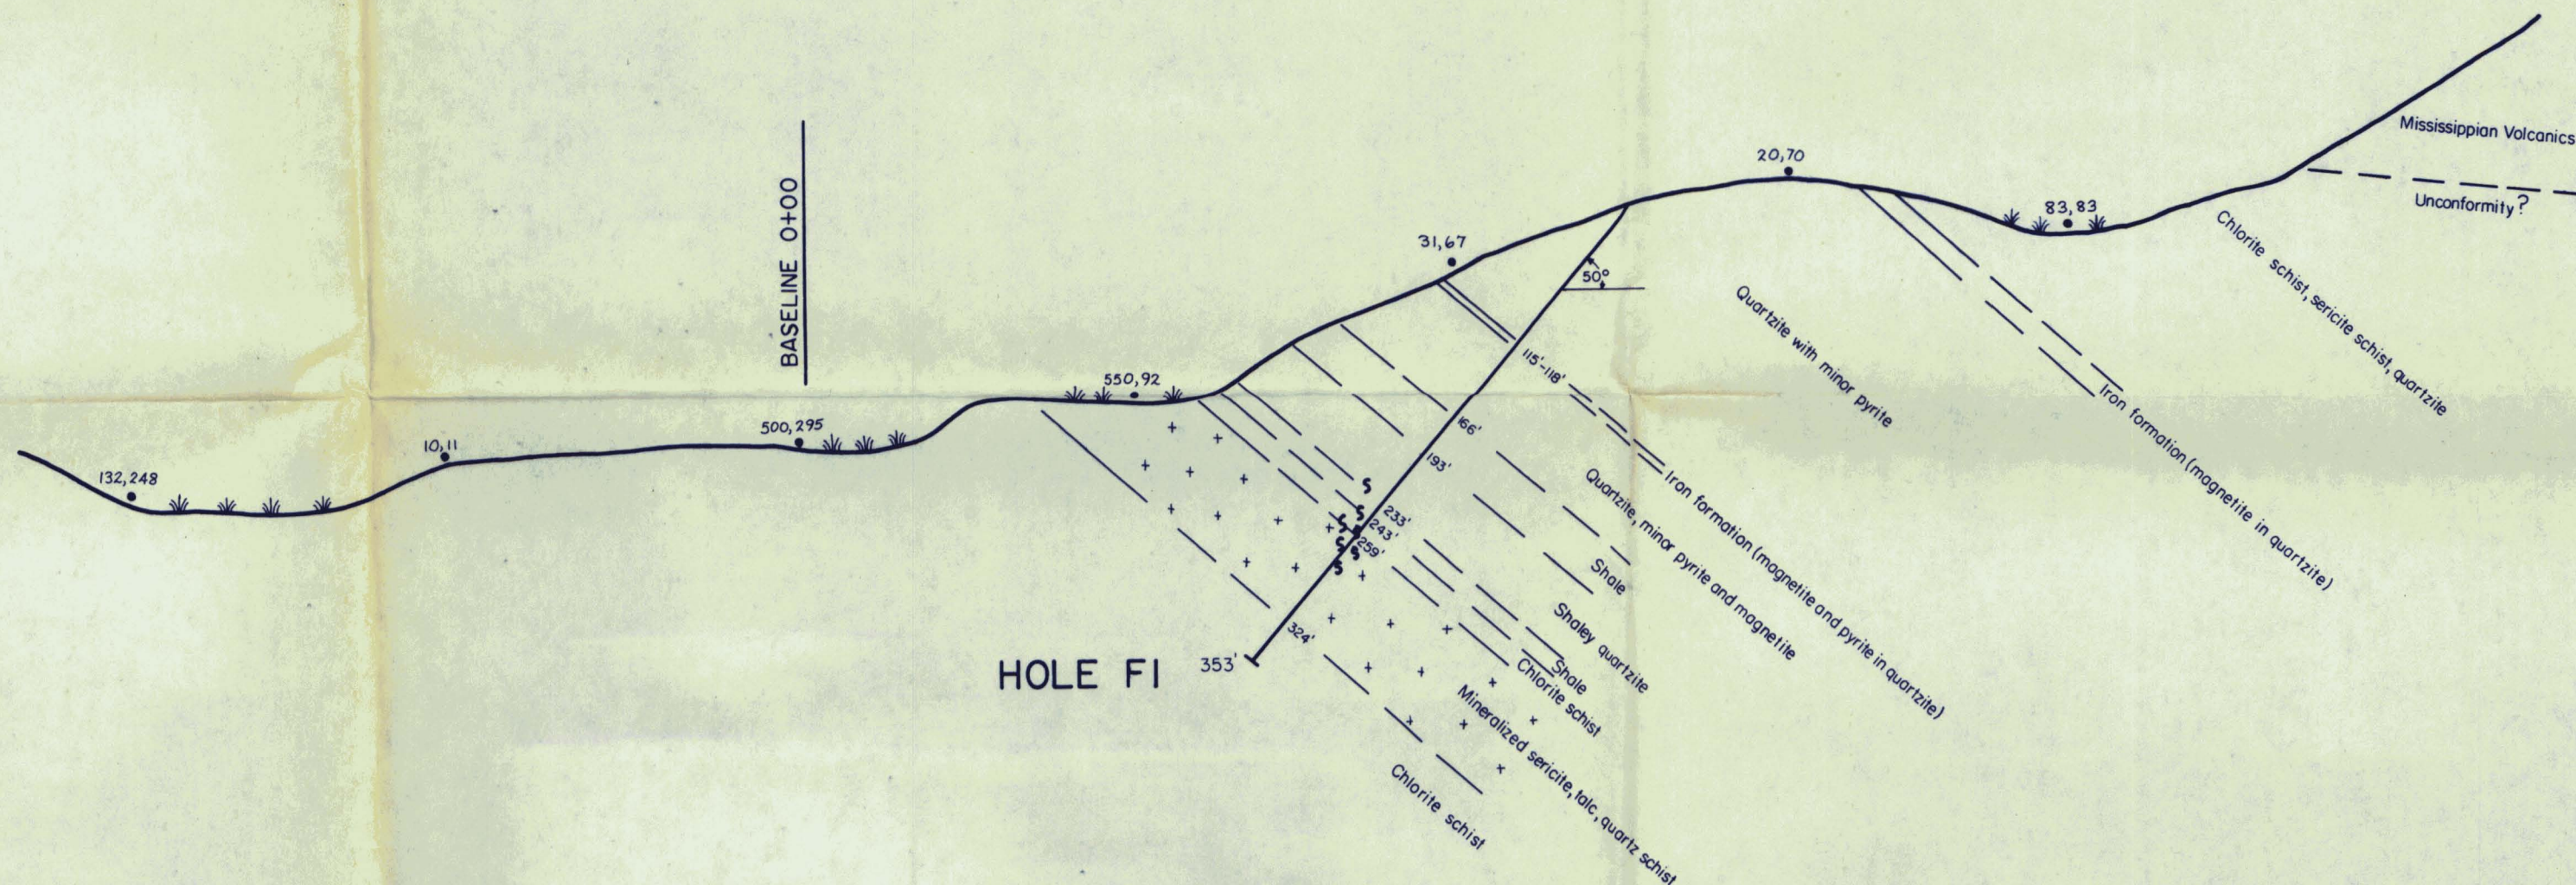 Mississippian Volcanics
Unconformity?
20,70
83,83
31,67
50°
BASELINE 0+00
550,92
500,295
10,11
132,248
115'-118'
166'
193'
233'
243'
259'
324'
353'
HOLE F1
Chlorite schist, sericite schist, quartzite
Iron formation (magnetite in quartzite)
Quartzite with minor pyrite
Iron formation (magnetite and pyrite in quartzite)
Quartzite, minor pyrite and magnetite
Shale
Shaley quartzite
Shale
Chlorite schist
Mineralized sericite, talc, quartz schist
Chlorite schist